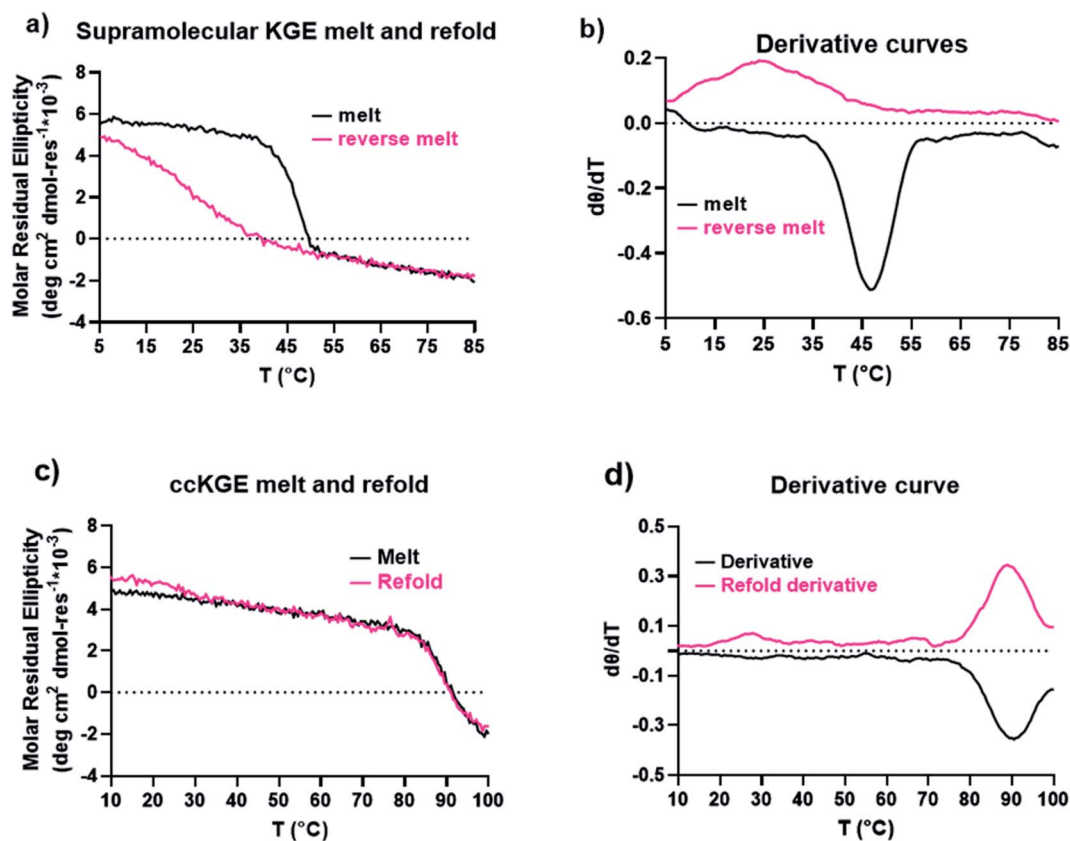 a)
Supramolecular KGE melt and refold
Molar Residual Ellipticity
(deg cm² dmol-res⁻¹*10⁻³)
8
6
4
2
0
-2
-4
melt
reverse melt
5 15 25 35 45 55 65 75 85
T (°C)
b)
Derivative curves
dθ/dT
0.2
0.0
-0.2
-0.4
-0.6
melt
reverse melt
5 15 25 35 45 55 65 75 85
T (°C)
c)
ccKGE melt and refold
Molar Residual Ellipticity
(deg cm² dmol-res⁻¹*10⁻³)
8
6
4
2
0
-2
-4
Melt
Refold
10 20 30 40 50 60 70 80 90 100
T (°C)
d)
Derivative curve
dθ/dT
0.5
0.3
0.1
-0.1
-0.3
-0.5
Derivative
Refold derivative
10 20 30 40 50 60 70 80 90 100
T (°C)